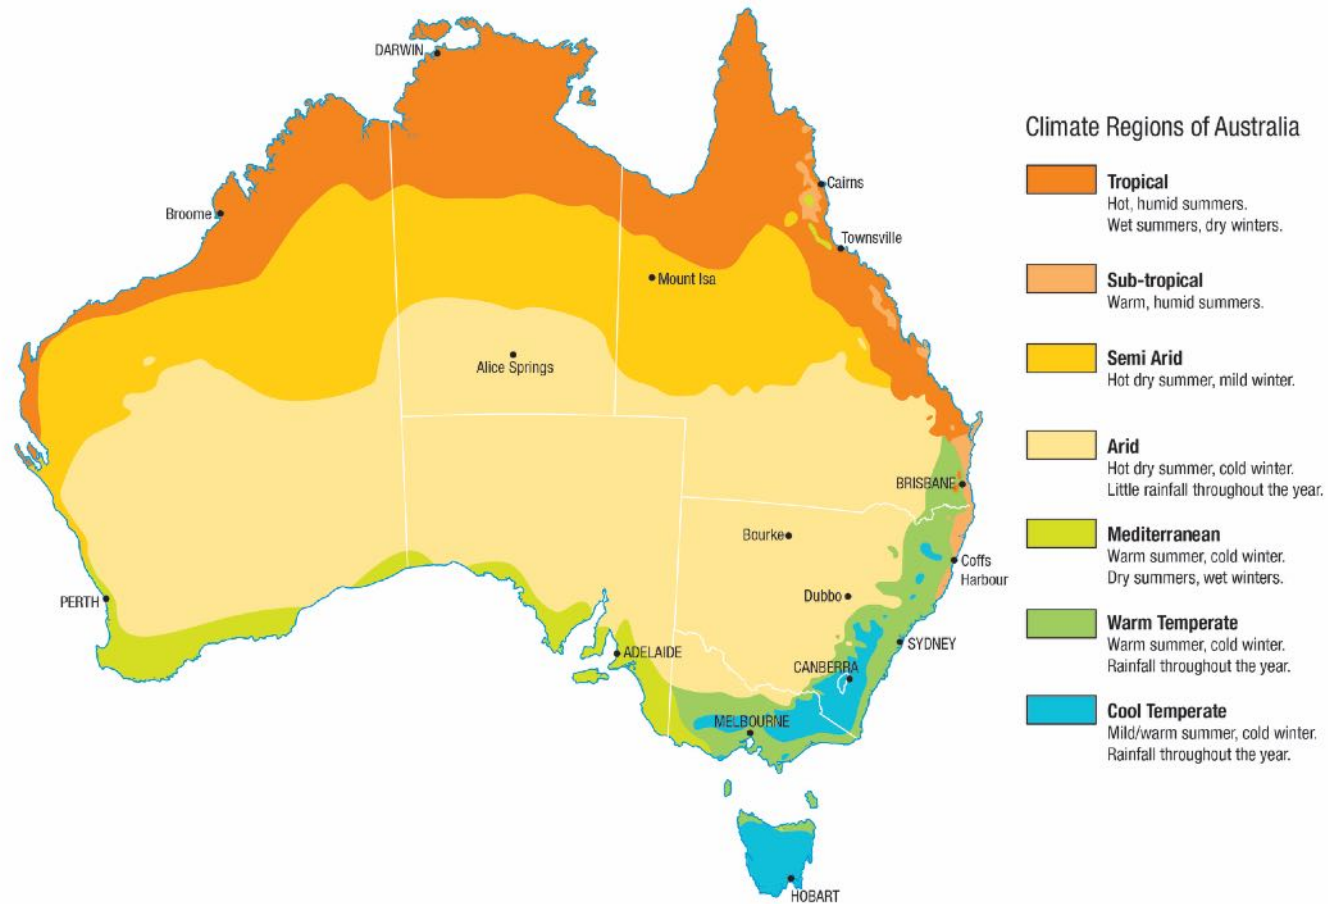 DARWIN
Cairns
Broome
Townsville
Mount Isa
Alice Springs
BRISBANE
Bourke
Coffs
Harbour
Dubbo
PERTH
SYDNEY
ADELAIDE
CANBERRA
MELBOURNE
HOBART
Climate Regions of Australia
Tropical
Hot, humid summers.
Wet summers, dry winters.
Sub-tropical
Warm, humid summers.
Semi Arid
Hot dry summer, mild winter.
Arid
Hot dry summer, cold winter.
Little rainfall throughout the year.
Mediterranean
Warm summer, cold winter.
Dry summers, wet winters.
Warm Temperate
Warm summer, cold winter.
Rainfall throughout the year.
Cool Temperate
Mild/warm summer, cold winter.
Rainfall throughout the year.